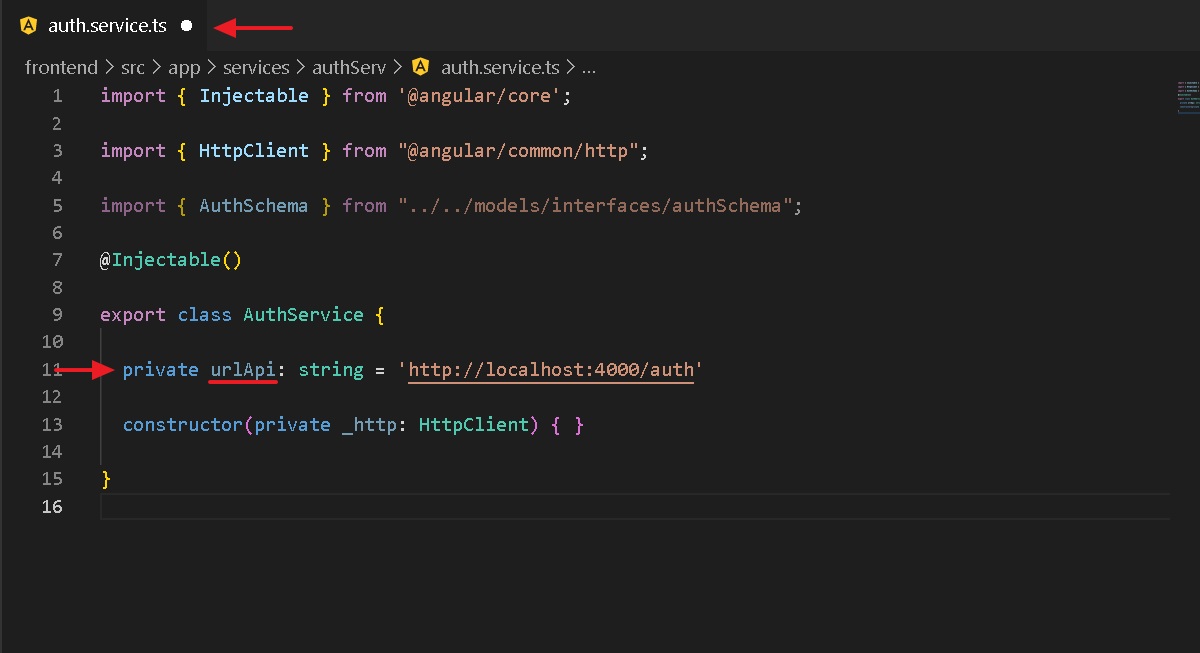 auth.service.ts
frontend > src > app > services > authServ > auth.service.ts > ...
1 import { Injectable } from '@angular/core';
2
3 import { HttpClient } from "@angular/common/http";
4
5 import { AuthSchema } from "../../models/interfaces/authSchema";
6
7 @Injectable()
8
9 export class AuthService {
10
11 private urlApi: string = 'http://localhost:4000/auth'
12
13 constructor(private _http: HttpClient) { }
14
15 }
16